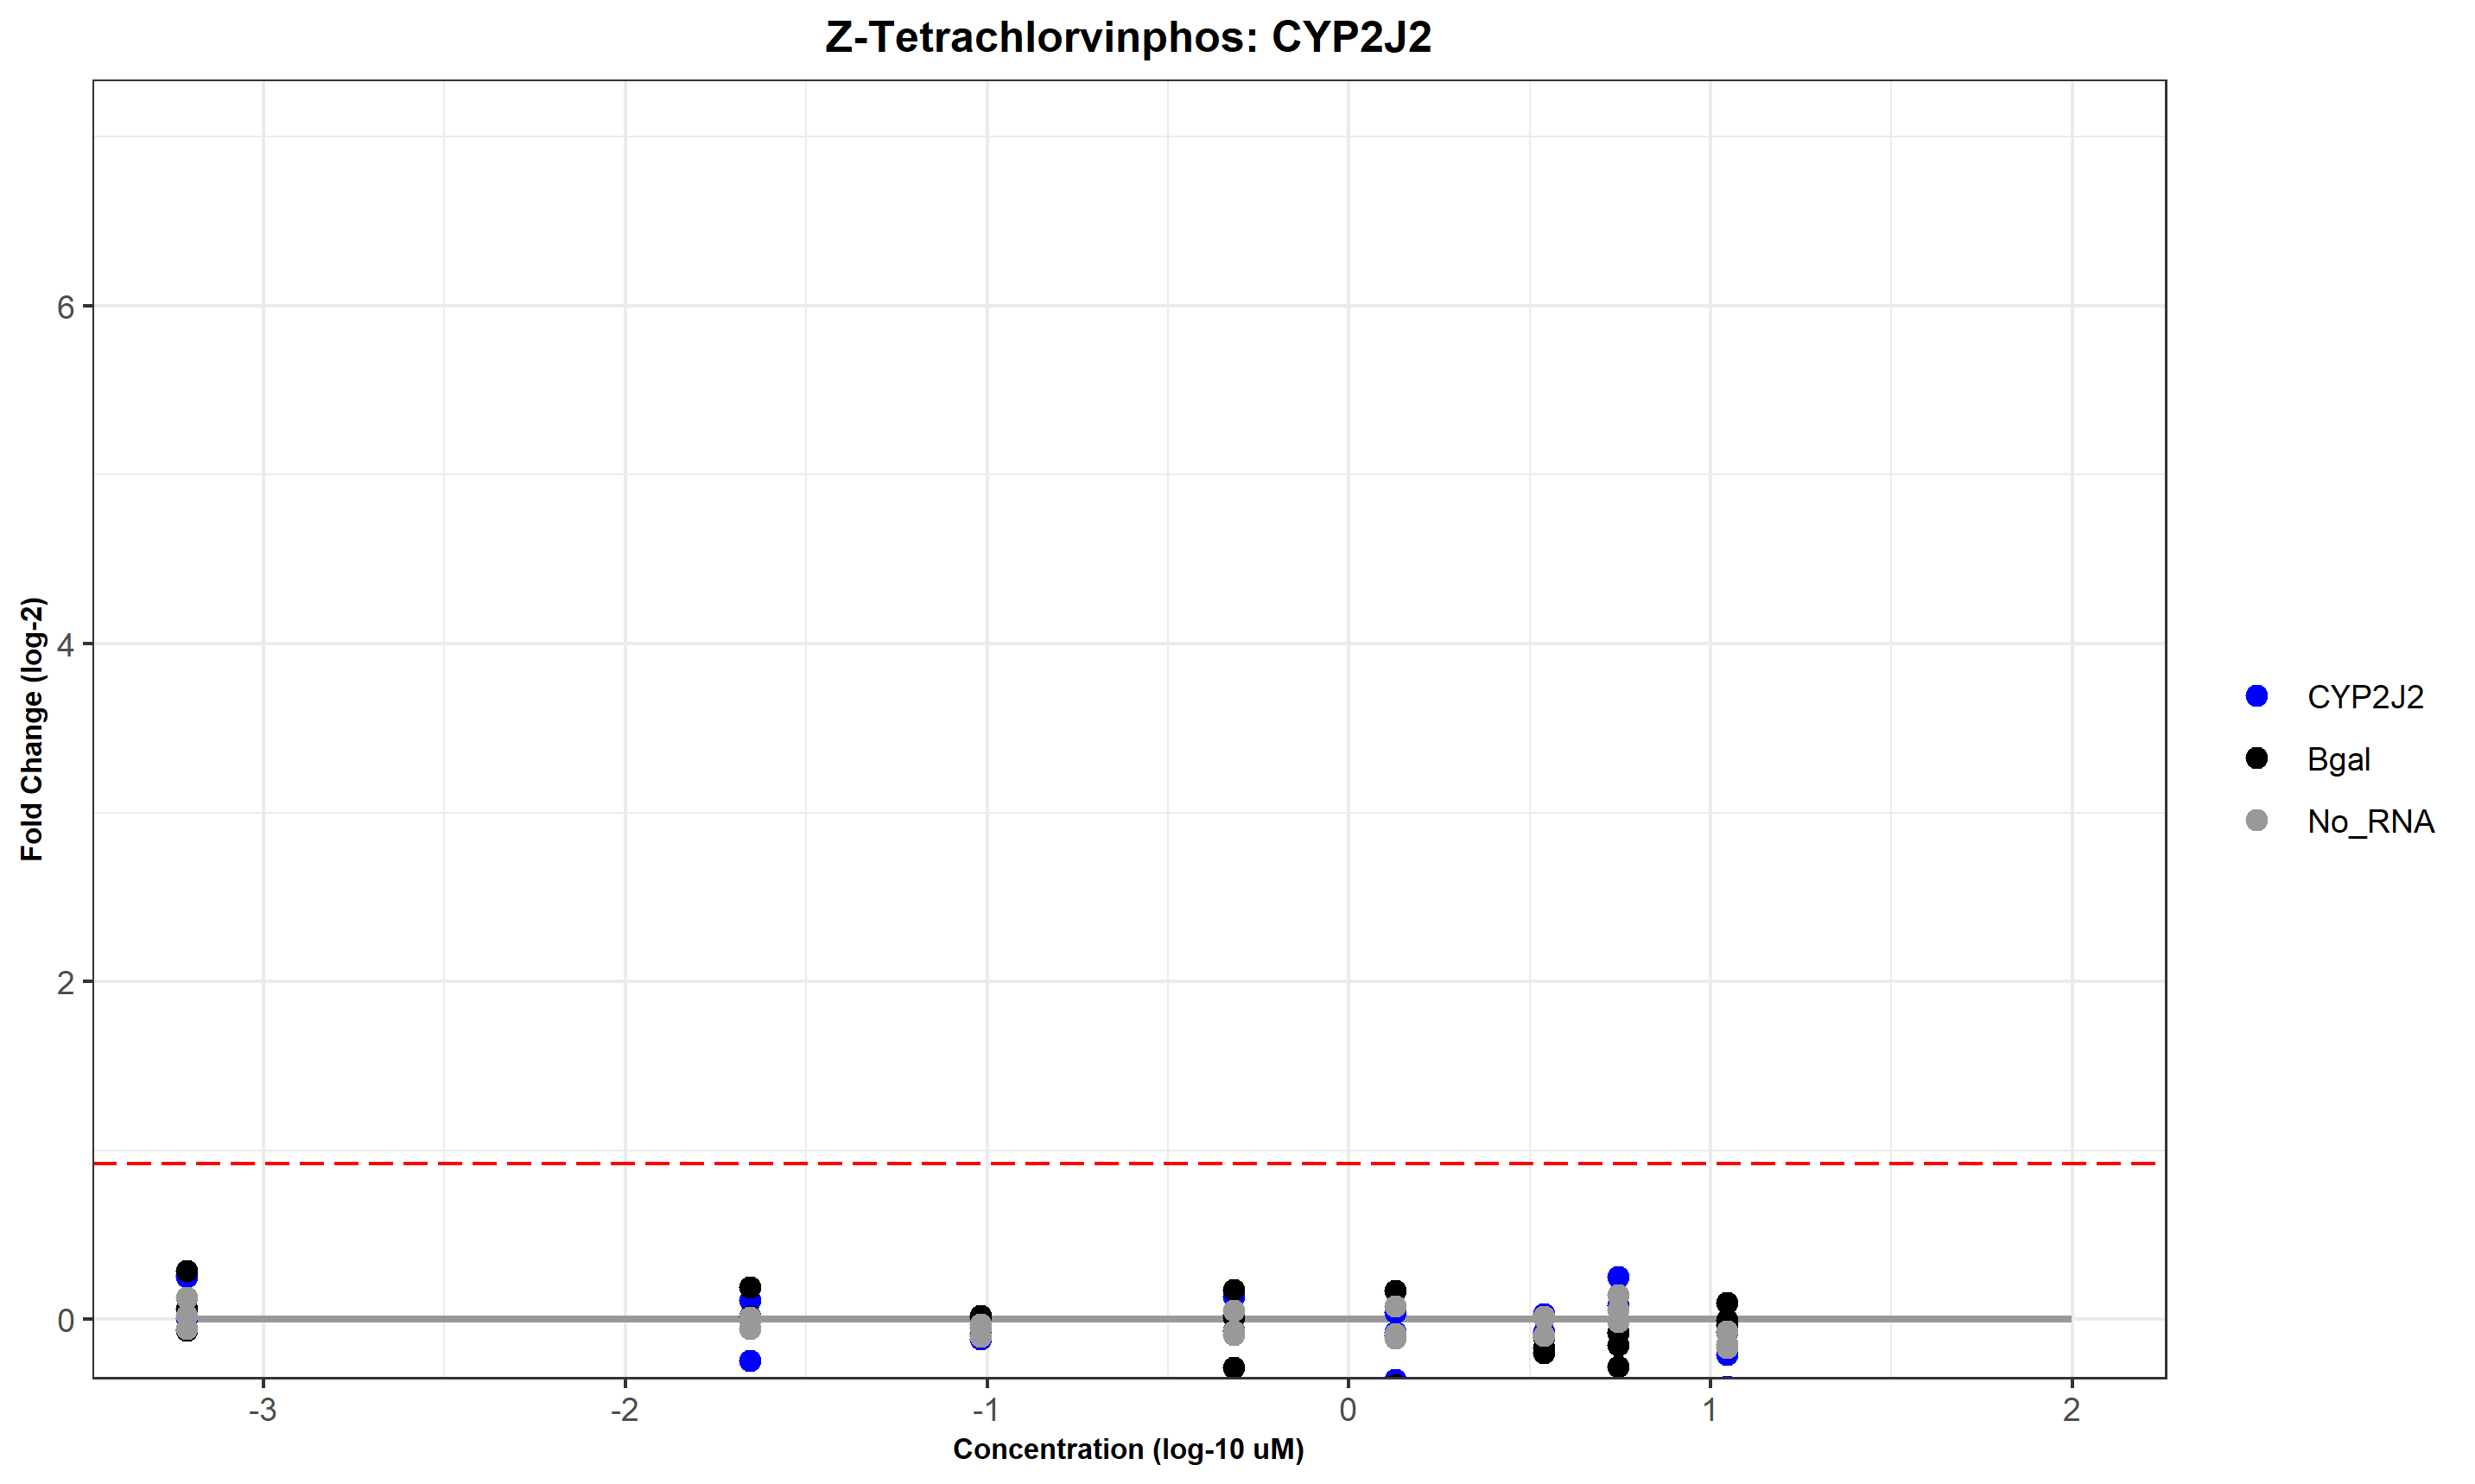 Z-Tetrachlorvinphos: CYP2J2
Fold Change (log-2)
6
4
2
0
-3
-2
-1
0
1
2
Concentration (log-10 uM)
CYP2J2
Bgal
No_RNA